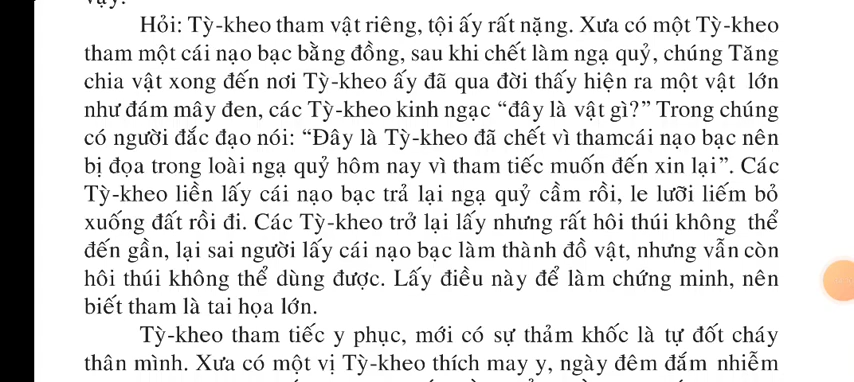 Hỏi: Tỳ-kheo tham vật riêng, tội ấy rất nặng. Xưa có một Tỳ-kheo
tham một cái nạo bạc bằng đồng, sau khi chết làm ngạ quỷ, chúng Tăng
chia vật xong đến nơi Tỳ-kheo ấy đã qua đời thấy hiện ra một vật lớn
như đám mây đen, các Tỳ-kheo kinh ngạc “đây là vật gì?” Trong chúng
có người đắc đạo nói: “Đây là Tỳ-kheo đã chết vì thamcái nạo bạc nên
bị đọa trong loài ngạ quỷ hôm nay vì tham tiếc muốn đến xin lại”. Các
Tỳ-kheo liền lấy cái nạo bạc trả lại ngạ quỷ cầm rồi, le lưỡi liếm bỏ
xuống đất rồi đi. Các Tỳ-kheo trở lại lấy nhưng rất hôi thúi không thể
đến gần, lại sai người lấy cái nạo bạc làm thành đồ vật, nhưng vẫn còn
hôi thúi không thể dùng được. Lấy điều này để làm chứng minh, nên
biết tham là tai họa lớn.
Tỳ-kheo tham tiếc y phục, mới có sự thảm khốc là tự đốt cháy
thân mình. Xưa có một vị Tỳ-kheo thích may y, ngày đêm đắm nhiễm